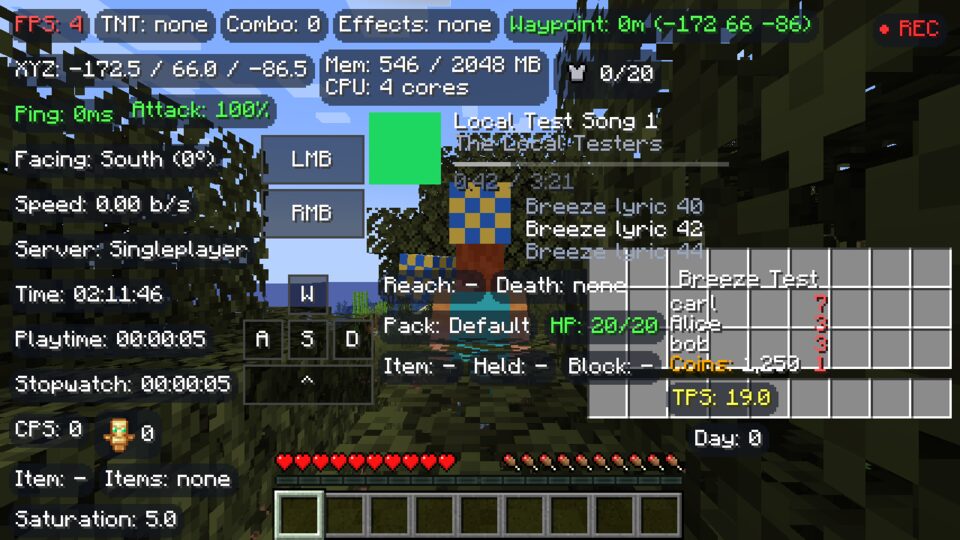 FPS: 4 TNT: none Combo: 0 Effects: none Waypoint: 0m (-172 66 -86)
● REC
XYZ: -172.5 / 66.0 / -86.5
Mem: 546 / 2048 MB
CPU: 4 cores
0/20
Ping: 0ms Attack: 100%
Local Test Song 1
The Local Testers
0:42 3:21
Facing: South (0°)
LMB
Speed: 0.00 b/s
RMB
Breeze lyric 40
Breeze lyric 42
Breeze lyric 44
Server: Singleplayer
Time: 02:11:46
W
Reach: - Death: none
Breeze Test
carl 7
Alice 3
bob 3
Coins: 1,250 1
Playtime: 00:00:05
A S D
Pack: Default HP: 20/20
Stopwatch: 00:00:05
^
Item: - Held: - Block: -
TPS: 19.0
CPS: 0 0
Day: 0
Item: - Items: none
Saturation: 5.0